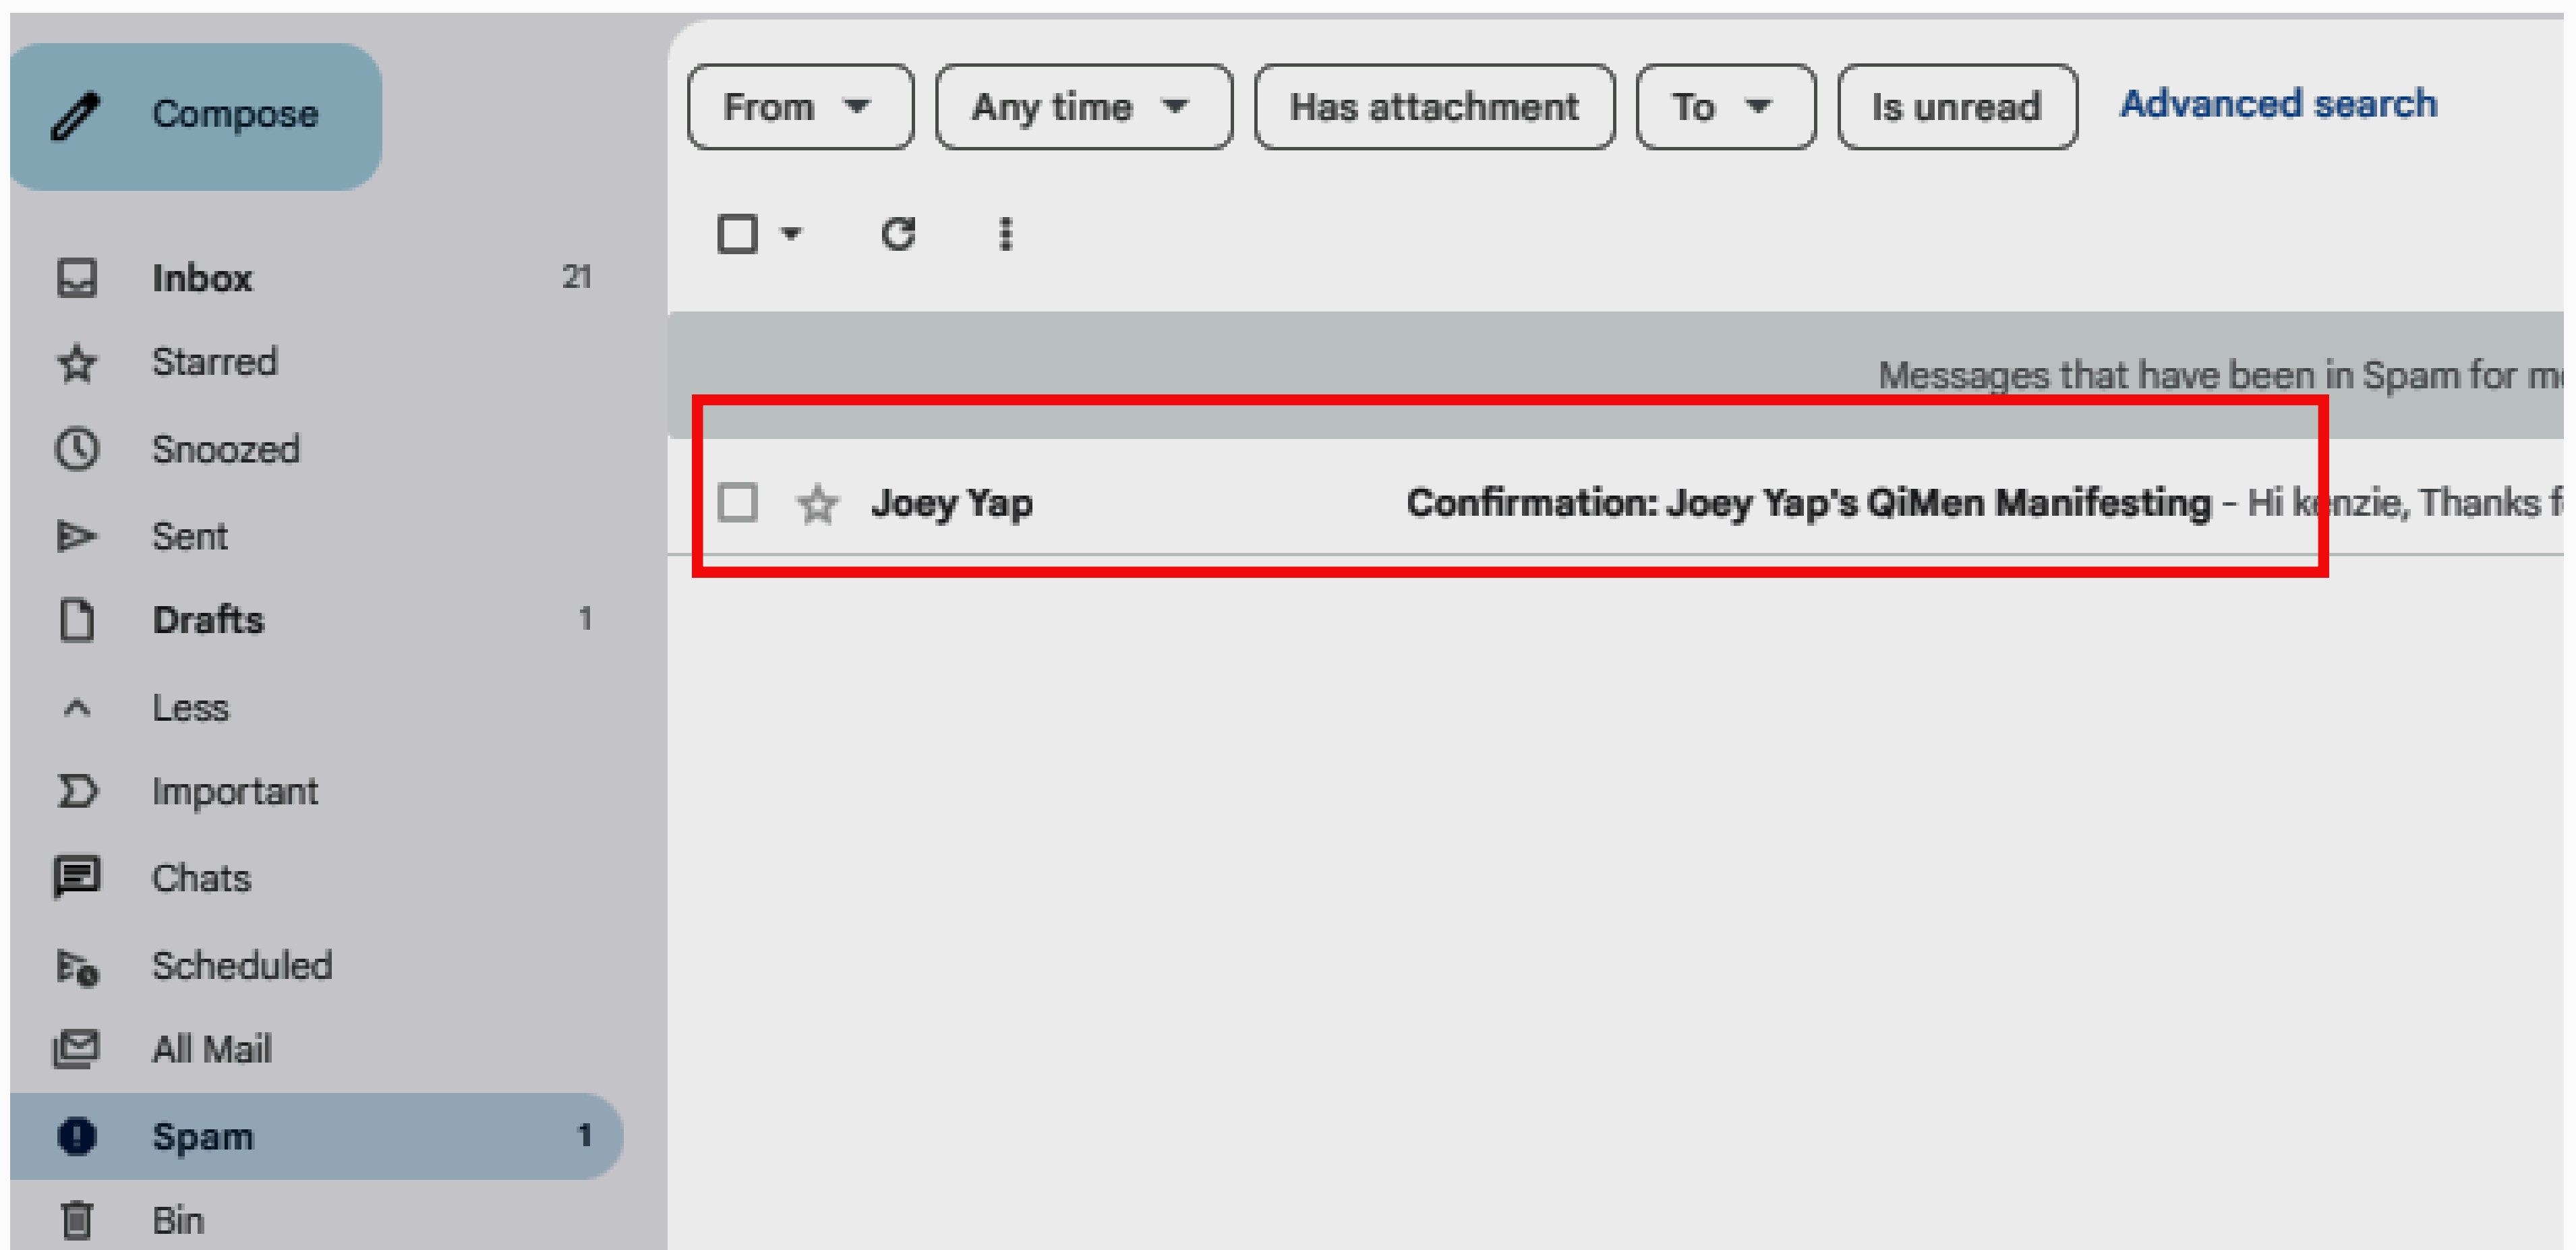 Compose
Inbox 21
Starred
Snoozed
Sent
Drafts 1
Less
Important
Chats
Scheduled
All Mail
Spam 1
Bin
From Any time Has attachment To Is unread Advanced search
Messages that have been in Spam for
Joey Yap Confirmation: Joey Yap's QiMen Manifesting - Hi kenzie, Thanks